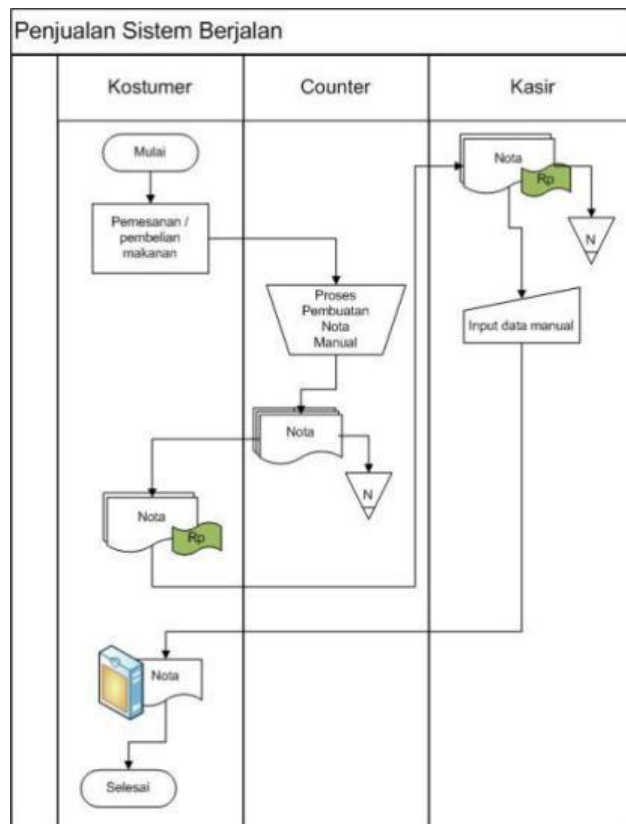 Penjualan Sistem Berjalan
Kostumer
Counter
Kasir
Mulai
Pemesanan /
pembelian
makanan
Proses
Pembuatan
Nota
Manual
Nota
N
Nota
Rp
Nota
Rp
N
Input data manual
Nota
Selesai